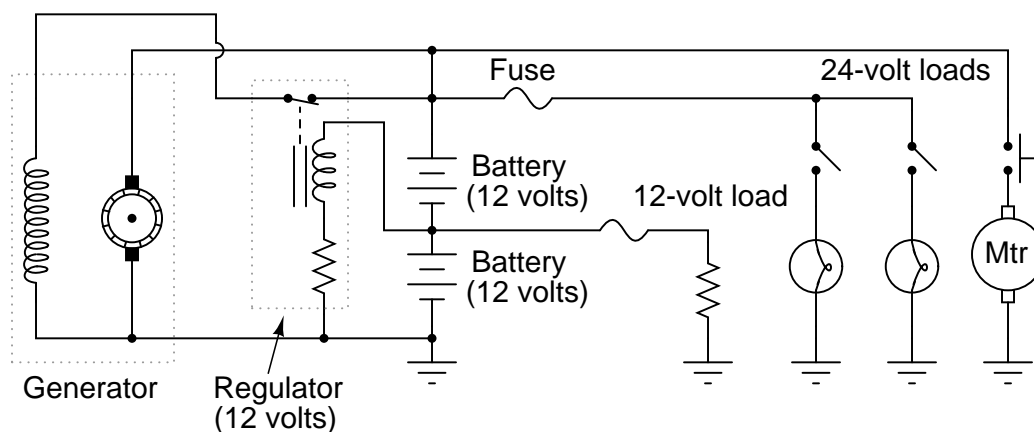 Fuse
24-volt loads
Battery
(12 volts)
12-volt load
Battery
(12 volts)
Mtr
Generator
Regulator
(12 volts)